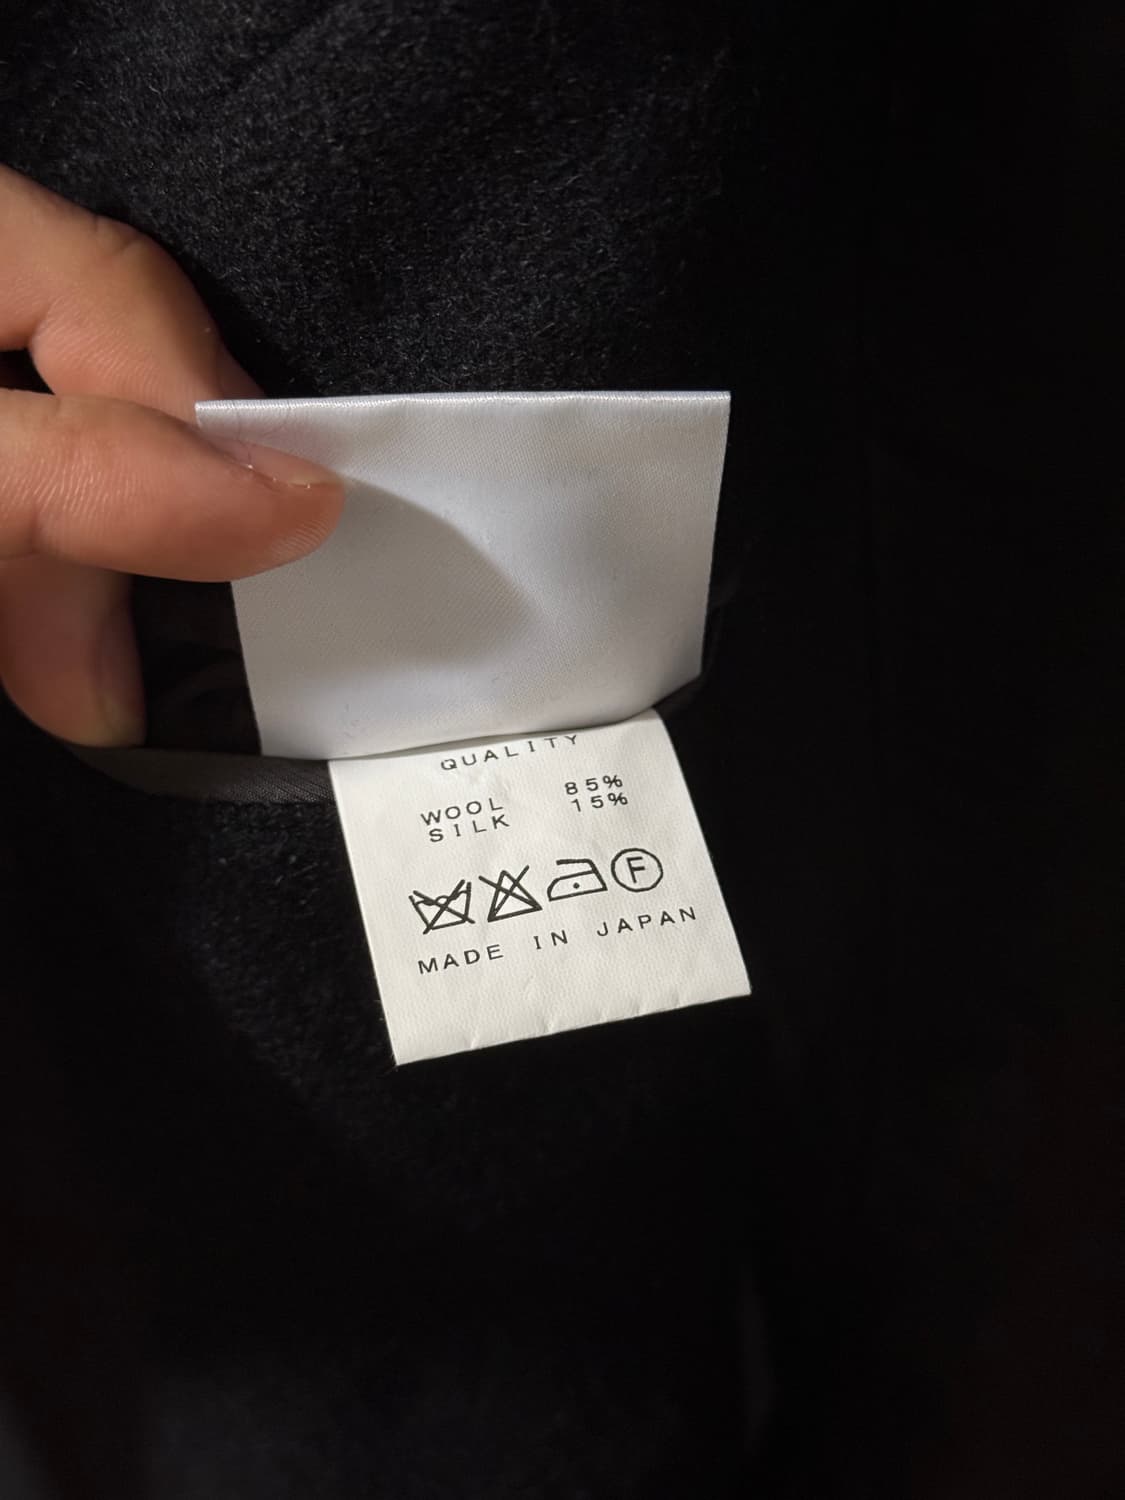 QUALITY
WOOL 85%
SILK 15%
F
MADE IN JAPAN